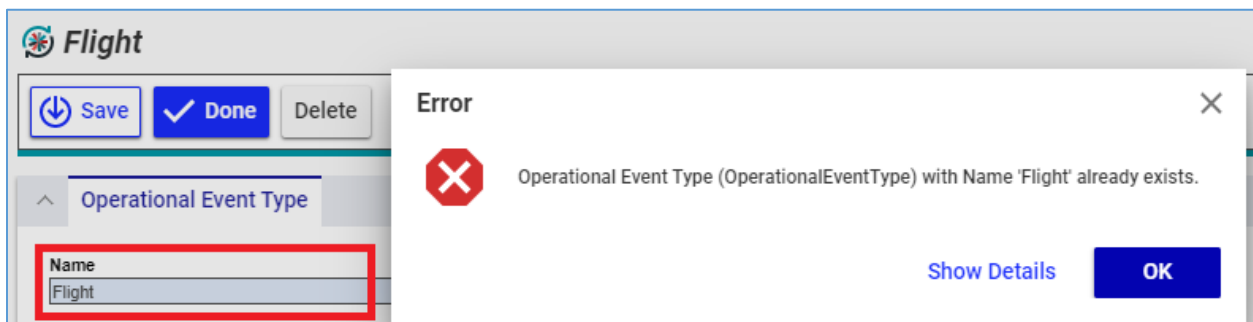 Flight
Save
Done
Delete
Operational Event Type
Name
Flight
Error
Operational Event Type (OperationalEventType) with Name 'Flight' already exists.
Show Details
OK